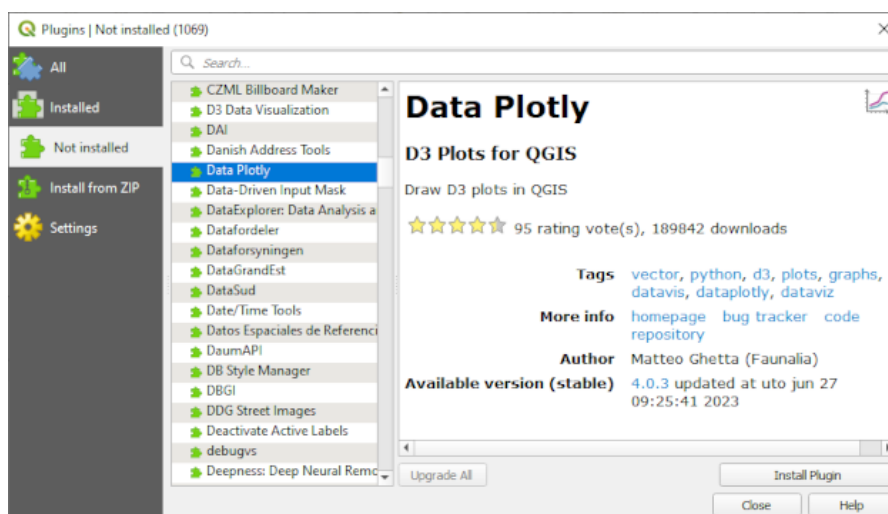 Plugins | Not installed (1069)
All
Installed
Not installed
Install from ZIP
Settings
Search...
CZML Billboard Maker
D3 Data Visualization
DAI
Danish Address Tools
Data Plotly
Data-Driven Input Mask
DataExplorer: Data Analysis a
Datafordeler
Dataforsyningen
DataGrandEst
DataSud
Date/Time Tools
Datos Espaciales de Referenci
DaumAPI
DB Style Manager
DBGI
DDG Street Images
Deactivate Active Labels
debugvs
Deepness: Deep Neural Remo
Data Plotly
D3 Plots for QGIS
Draw D3 plots in QGIS
95 rating vote(s), 189842 downloads
Tags vector, python, d3, plots, graphs,
datavis, dataplotly, dataviz
More info homepage bug tracker code
repository
Author Matteo Ghetta (Faunalia)
Available version (stable) 4.0.3 updated at uto jun 27
09:25:41 2023
Upgrade All
Install Plugin
Close
Help